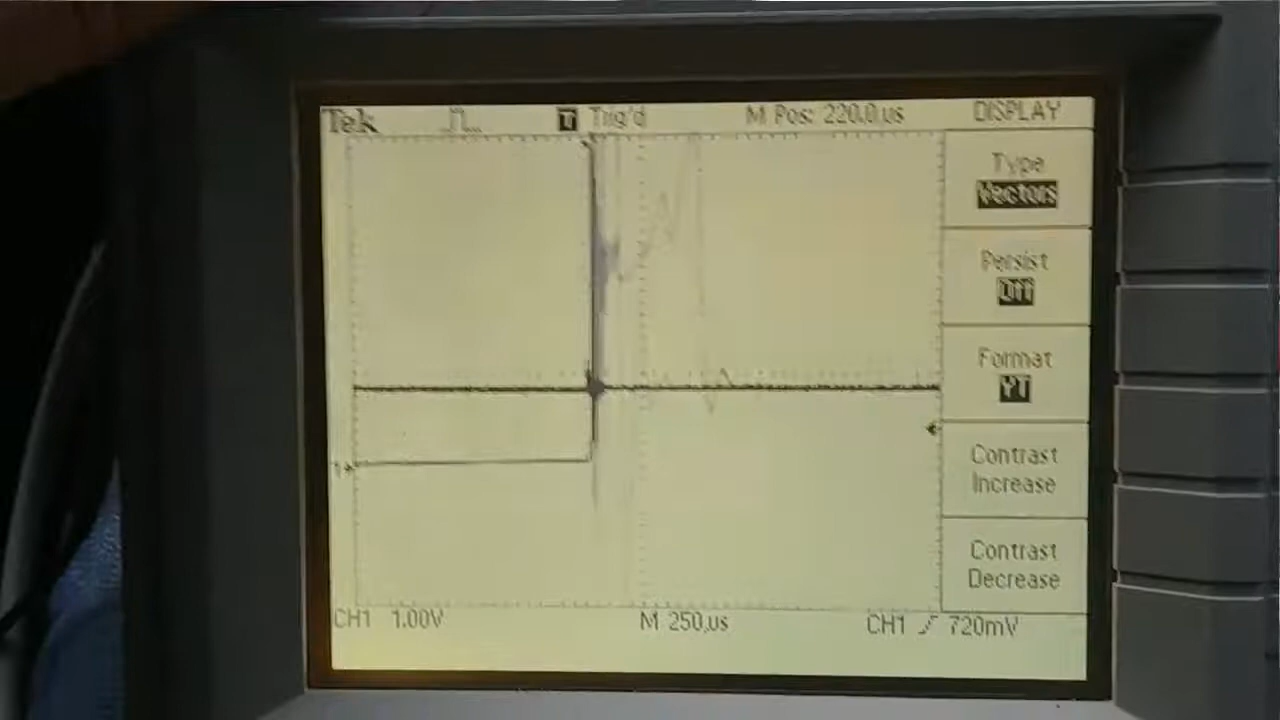 Tek Trig'd M Pos: 220.0us DISPLAY
Type
Vectors
Persist
Off
Format
YT
Contrast
Increase
Contrast
Decrease
CH1 1.00V M 250us CH1 720mV